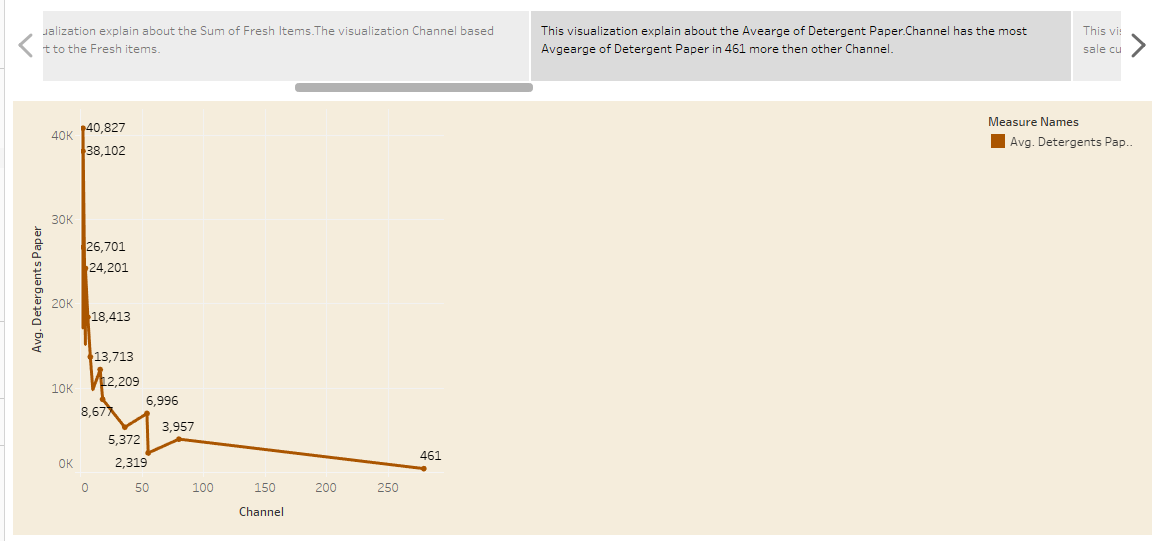 ualization explain about the Sum of Fresh Items.The visualization Channel based
t to the Fresh items.
This visualization explain about the Avearge of Detergent Paper.Channel has the most
Avgearge of Detergent Paper in 461 more then other Channel.
This vis
sale cu
Measure Names
Avg. Detergents Pap..
Avg. Detergents Paper
40K
30K
20K
10K
0K
40,827
38,102
26,701
24,201
18,413
13,713
12,209
8,677
6,996
5,372
3,957
2,319
461
0
50
100
150
200
250
Channel